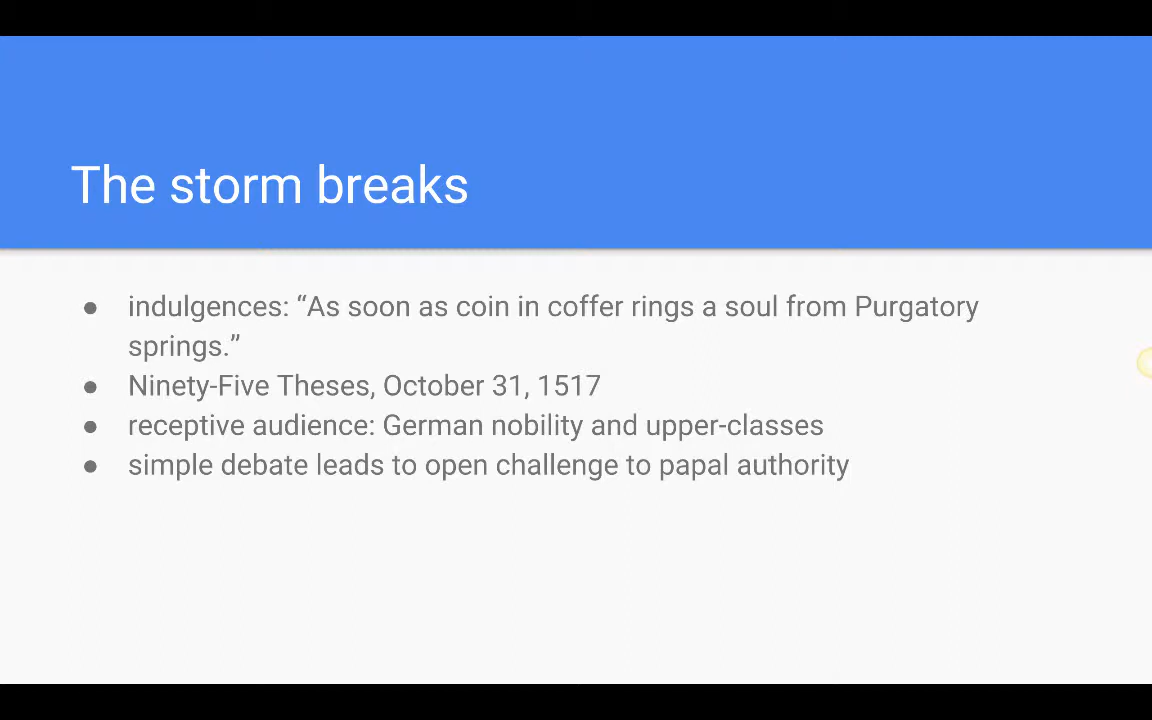 The storm breaks
● indulgences: “As soon as coin in coffer rings a soul from Purgatory
springs.”
● Ninety-Five Theses, October 31, 1517
● receptive audience: German nobility and upper-classes
● simple debate leads to open challenge to papal authority